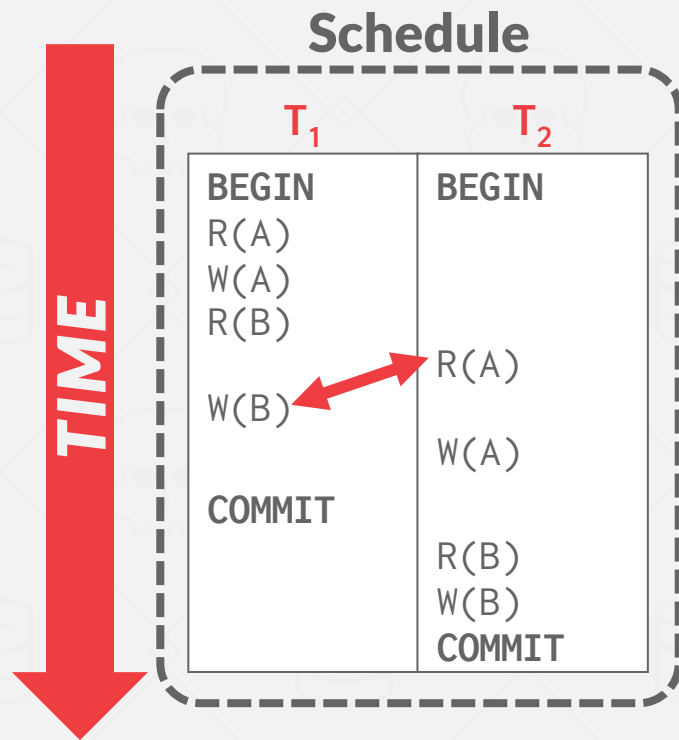 Schedule
TIME
T₁ T₂
BEGIN BEGIN
R(A)
W(A)
R(B)
R(A)
W(B)
W(A)
COMMIT
R(B)
W(B)
COMMIT